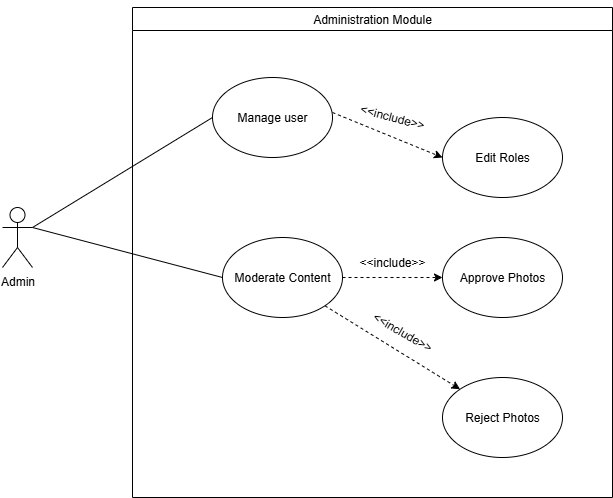 Administration Module
Manage user
<<include>>
Edit Roles
Admin
Moderate Content
<<include>>
Approve Photos
<<include>>
Reject Photos